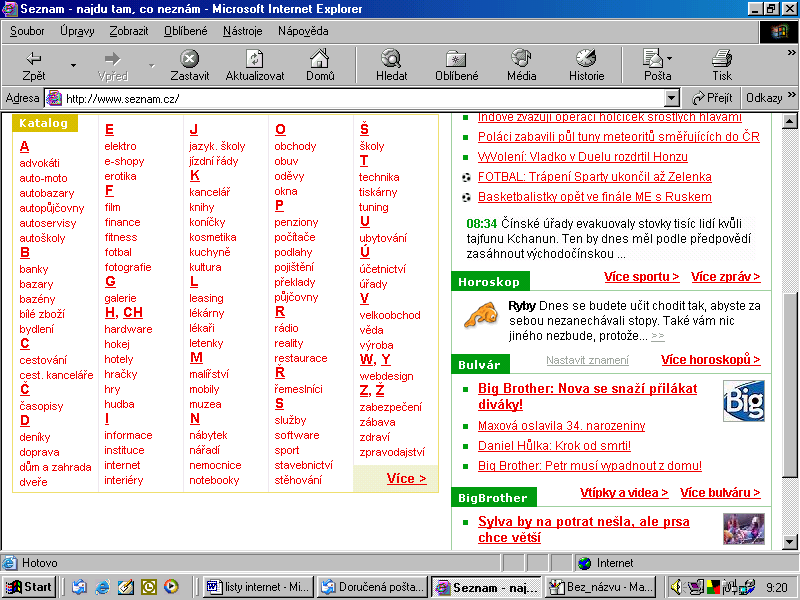 Seznam - najdu tam, co neznám - Microsoft Internet Explorer
Soubor Úpravy Zobrazit Oblíbené Nástroje Nápověda
Zpět Vpřed Zastavit Aktualizovat Domů Hledat Oblíbené Média Historie Pošta Tisk
Adresa http://www.seznam.cz/ Přejít Odkazy
Katalog
A
advokáti
auto-moto
autobazary
autopůjčovny
autoservisy
autoškoly
B
banky
bazary
bazény
bílé zboží
bydlení
C
cestování
cest. kanceláře
Č
časopisy
D
deníky
doprava
dům a zahrada
dveře
E
elektro
e-shopy
erotika
F
film
finance
fitness
fotbal
fotografie
G
galerie
H, CH
hardware
hokej
hotely
hračky
hry
hudba
I
informace
instituce
internet
interiéry
J
jazyk. školy
jízdní řády
K
kancelář
knihy
koníčky
kosmetika
kuchyně
kultura
L
leasing
lékárny
lékaři
letenky
M
malířství
mobily
muzea
N
nábytek
nářadí
nemocnice
notebooky
O
obchody
obuv
oděvy
okna
P
penziony
počítače
podlahy
pojištění
překlady
půjčovny
R
rádio
reality
restaurace
Ř
řemeslníci
S
služby
software
sport
stavebnictví
stěhování
Š
školy
T
technika
tiskárny
tuning
U
ubytování
Ú
účetnictví
úřady
V
velkoobchod
věda
výroba
W, Y
webdesign
Z, Ž
zabezpečení
zábava
zdraví
zpravodajství
Více >
Indové zvažují operaci holčiček srostlých hlavami
Poláci zabavili půl tuny meteoritů směřujících do ČR
VyVolení: Vladko v Duelu rozdrtil Honzu
FOTBAL: Trápení Sparty ukončil až Zelenka
Basketbalistky opět ve finále ME s Ruskem
08:34 Čínské úřady evakuovaly stovky tisíc lidí kvůli
tajfunu Kchanun. Ten by dnes měl podle předpovědí
zasáhnout východočínskou ...
Více sportu > Více zpráv >
Horoskop
Ryby Dnes se budete učit chodit tak, abyste za
sebou nezanechávali stopy. Také vám nic
jiného nezbude, protože... >>
Nastavit znamení Více horoskopů >
Bulvár
Big Brother: Nova se snaží přilákat
diváky!
Maxová oslavila 34. narozeniny
Daniel Hůlka: Krok od smrti!
Big Brother: Petr musí vypadnout z domu!
Big
Vtípky a videa > Více bulváru >
BigBrother
Sylva by na potrat nešla, ale prsa
chce větší
Hotovo Internet
Start listy internet - Mi... Doručená pošta... Seznam - naj... Bez_názvu - Ma... 9:20